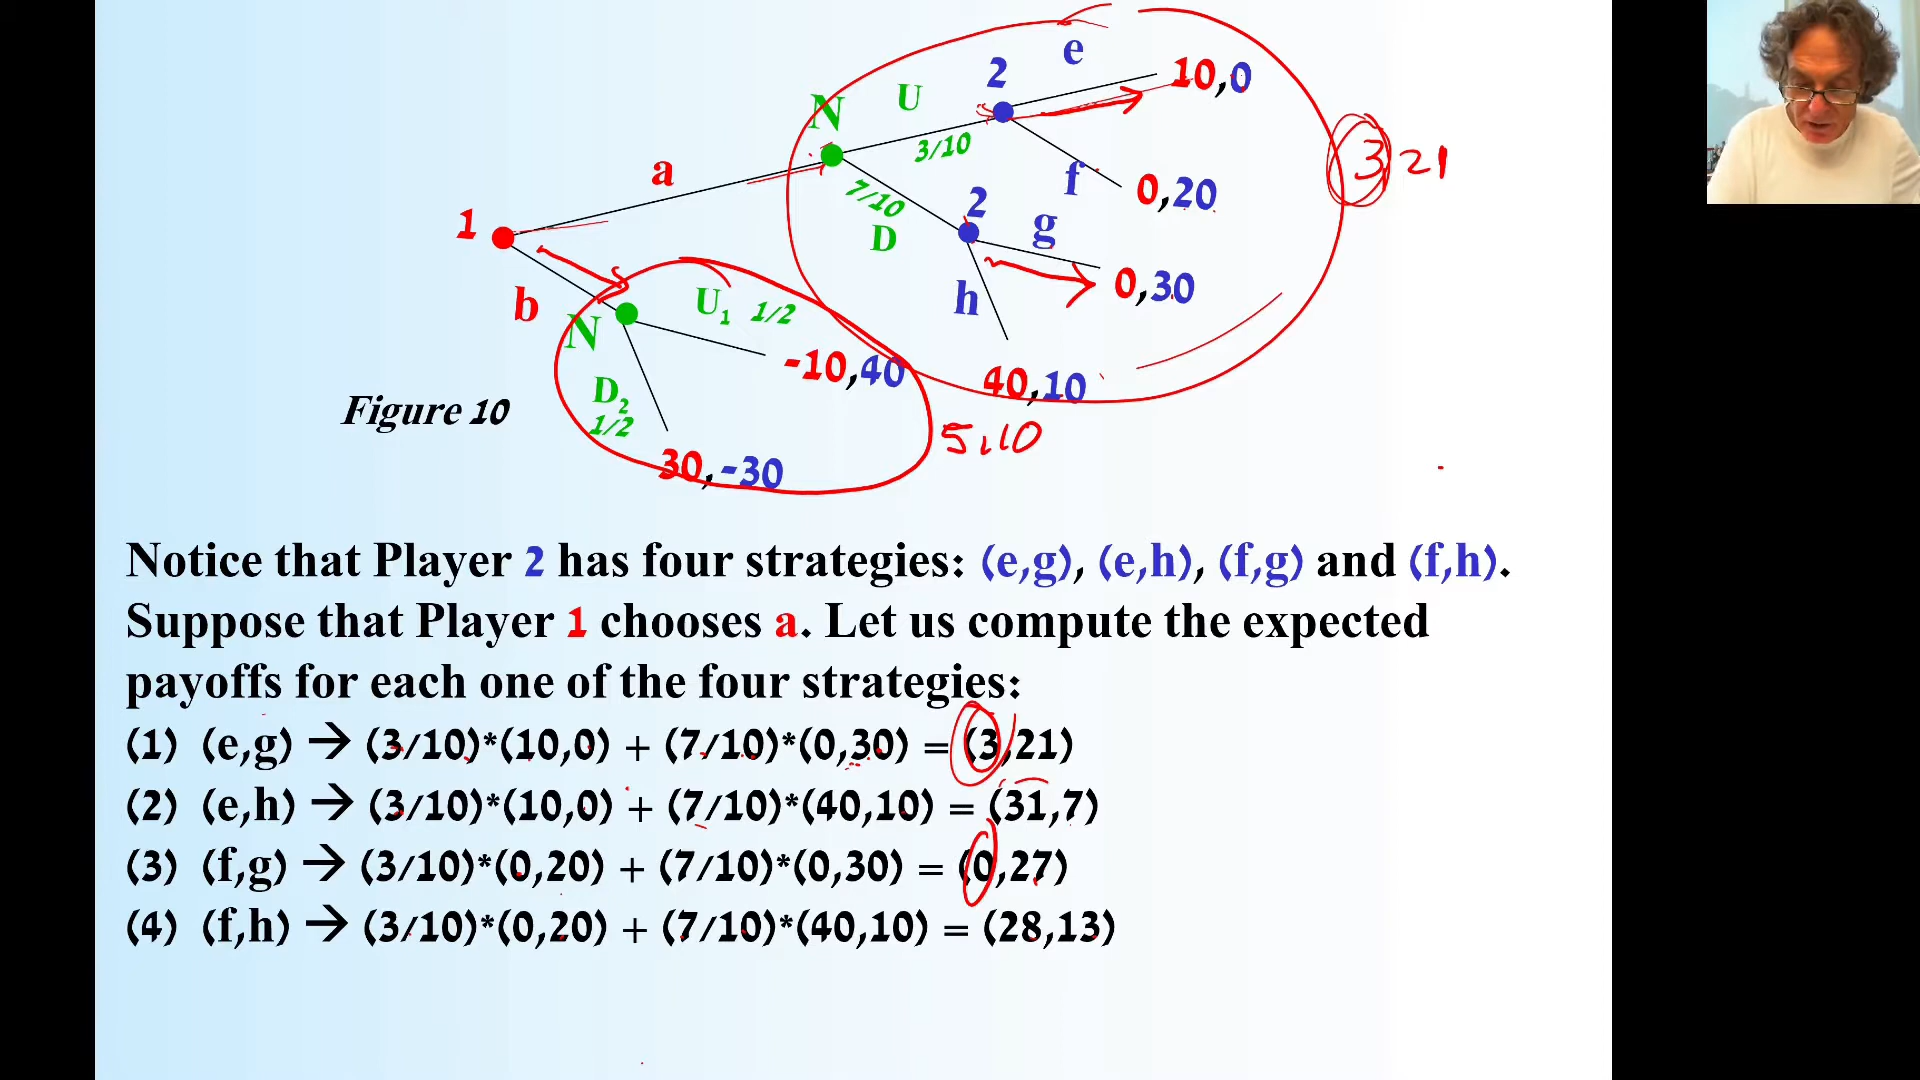 e
2
10,0
N
U
3/10
a
f
0,20
3 21
7/10
D
2
g
1
0,30
h
b
N
U1 1/2
-10,40
40,10
D2
1/2
Figure 10
5,10
30,-30
Notice that Player 2 has four strategies: (e,g), (e,h), (f,g) and (f,h).
Suppose that Player 1 chooses a. Let us compute the expected
payoffs for each one of the four strategies:
(1) (e,g) → (3/10)*(10,0) + (7/10)*(0,30) = (3,21)
(2) (e,h) → (3/10)*(10,0) + (7/10)*(40,10) = (31,7)
(3) (f,g) → (3/10)*(0,20) + (7/10)*(0,30) = (0,27)
(4) (f,h) → (3/10)*(0,20) + (7/10)*(40,10) = (28,13)